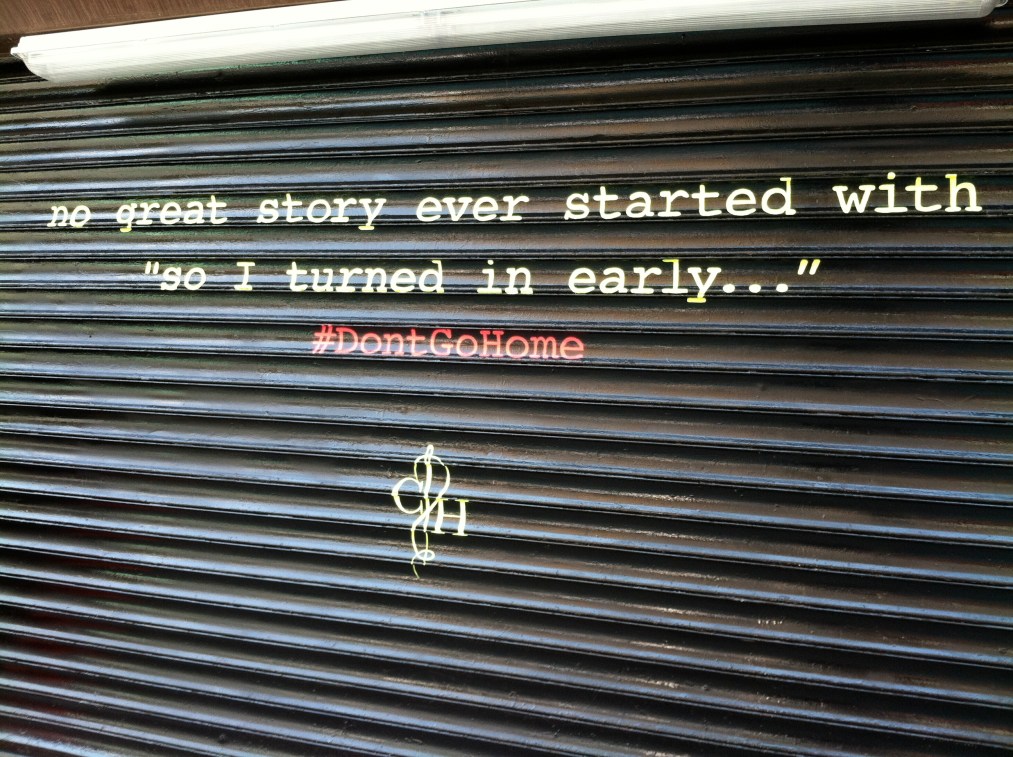 no great story ever started with
"so I turned in early..."
#DontGoHome